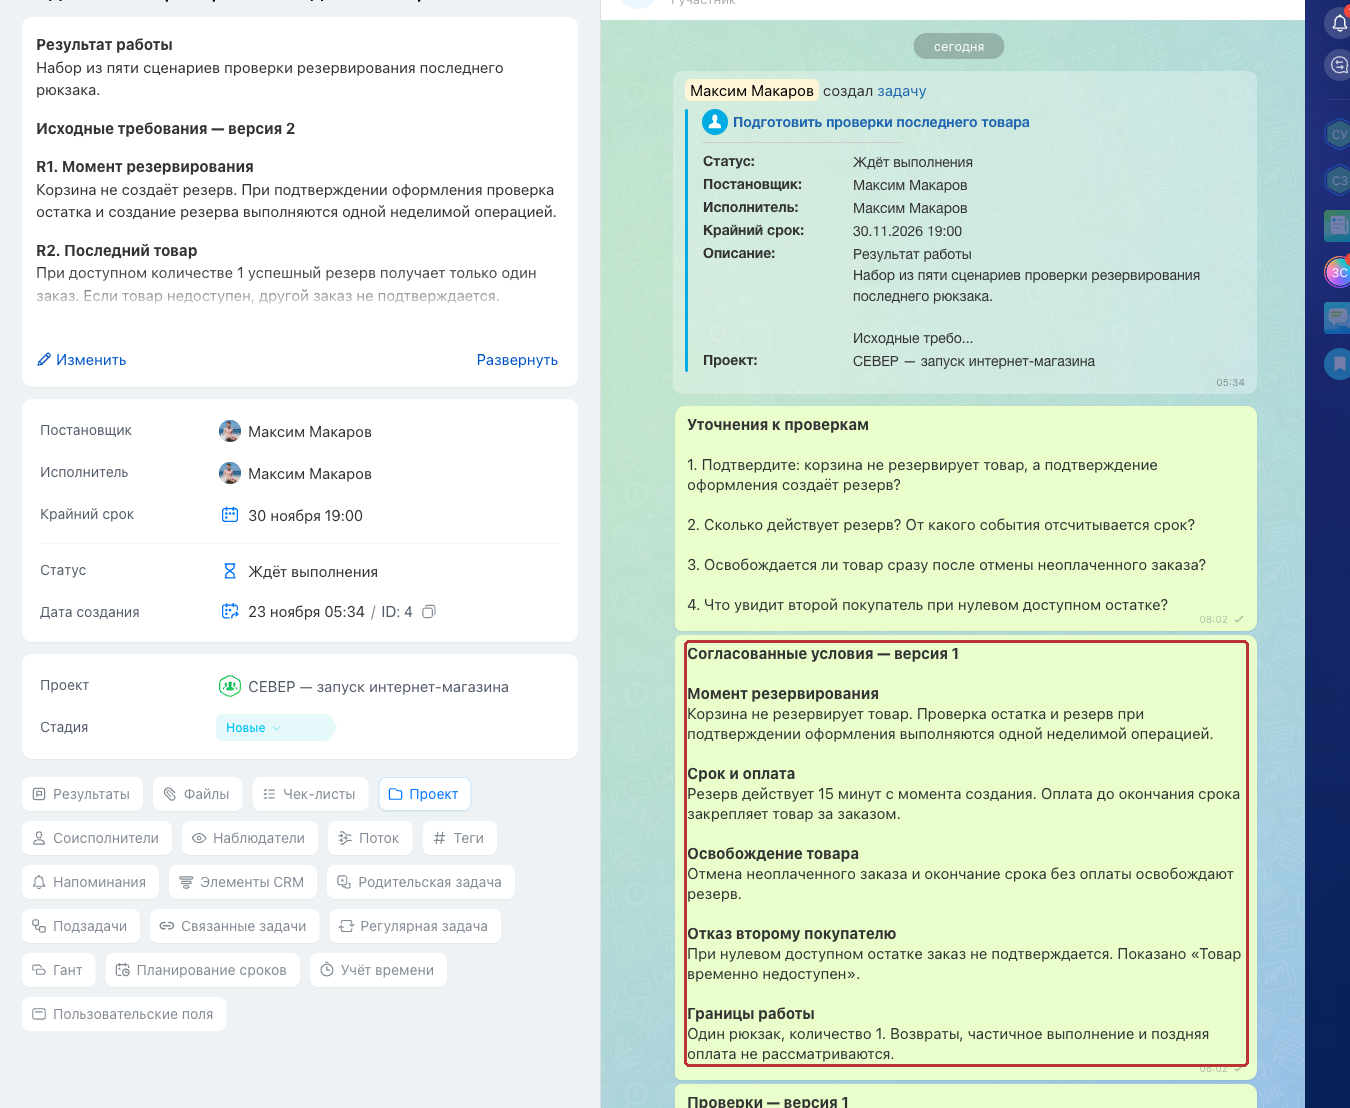 Результат работы
Набор из пяти сценариев проверки резервирования последнего
рюкзака.
Исходные требования — версия 2
R1. Момент резервирования
Корзина не создаёт резерв. При подтверждении оформления проверка
остатка и создание резерва выполняются одной неделимой операцией.
R2. Последний товар
При доступном количестве 1 успешный резерв получает только один
заказ. Если товар недоступен, другой заказ не подтверждается.
Изменить
Развернуть
Постановщик
Максим Макаров
Исполнитель
Максим Макаров
Крайний срок
30 ноября 19:00
Статус
Ждёт выполнения
Дата создания
23 ноября 05:34 / ID: 4
Проект
СЕВЕР — запуск интернет-магазина
Стадия
Новые
Результаты
Файлы
Чек-листы
Проект
Соисполнители
Наблюдатели
Поток
Теги
Напоминания
Элементы CRM
Родительская задача
Подзадачи
Связанные задачи
Регулярная задача
Гант
Планирование сроков
Учёт времени
Пользовательские поля
1 участник
сегодня
Максим Макаров создал задачу
Подготовить проверки последнего товара
Статус: Ждёт выполнения
Постановщик: Максим Макаров
Исполнитель: Максим Макаров
Крайний срок: 30.11.2026 19:00
Описание: Результат работы
Набор из пяти сценариев проверки резервирования
последнего рюкзака.
Исходные требо...
Проект: СЕВЕР — запуск интернет-магазина
05:34
Уточнения к проверкам
1. Подтвердите: корзина не резервирует товар, а подтверждение
оформления создаёт резерв?
2. Сколько действует резерв? От какого события отсчитывается срок?
3. Освобождается ли товар сразу после отмены неоплаченного заказа?
4. Что увидит второй покупатель при нулевом доступном остатке?
08:02
Согласованные условия — версия 1
Момент резервирования
Корзина не резервирует товар. Проверка остатка и резерв при
подтверждении оформления выполняются одной неделимой операцией.
Срок и оплата
Резерв действует 15 минут с момента создания. Оплата до окончания срока
закрепляет товар за заказом.
Освобождение товара
Отмена неоплаченного заказа и окончание срока без оплаты освобождают
резерв.
Отказ второму покупателю
При нулевом доступном остатке заказ не подтверждается. Показано «Товар
временно недоступен».
Границы работы
Один рюкзак, количество 1. Возвраты, частичное выполнение и поздняя
оплата не рассматриваются.
08:02
Проверки — версия 1
СУ
СЗ
ЗС